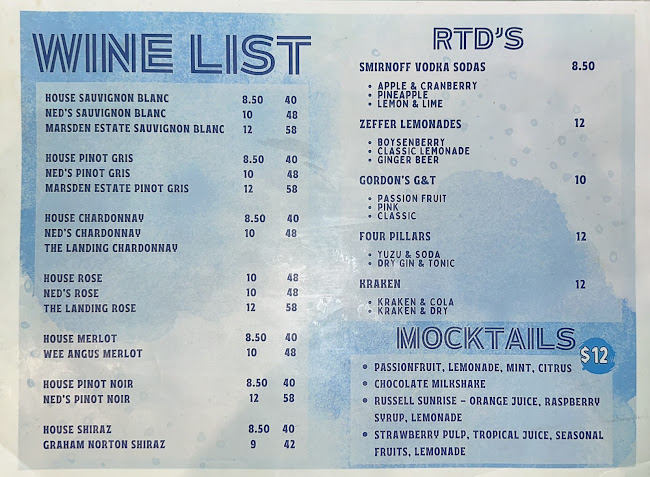 WINE LIST
HOUSE SAUVIGNON BLANC 8.50 40
NED'S SAUVIGNON BLANC 10 48
MARSDEN ESTATE SAUVIGNON BLANC 12 58
HOUSE PINOT GRIS 8.50 40
NED'S PINOT GRIS 10 48
MARSDEN ESTATE PINOT GRIS 12 58
HOUSE CHARDONNAY 8.50 40
NED'S CHARDONNAY 10 48
THE LANDING CHARDONNAY
HOUSE ROSE 10 48
NED'S ROSE 10 48
THE LANDING ROSE 12 58
HOUSE MERLOT 8.50 40
WEE ANGUS MERLOT 10 48
HOUSE PINOT NOIR 8.50 40
NED'S PINOT NOIR 12 58
HOUSE SHIRAZ 8.50 40
GRAHAM NORTON SHIRAZ 9 42
RTD'S
SMIRNOFF VODKA SODAS 8.50
• APPLE & CRANBERRY
• PINEAPPLE
• LEMON & LIME
ZEFFER LEMONADES 12
• BOYSENBERRY
• CLASSIC LEMONADE
• GINGER BEER
GORDON'S G&T 10
• PASSION FRUIT
• PINK
• CLASSIC
FOUR PILLARS 12
• YUZU & SODA
• DRY GIN & TONIC
KRAKEN 12
• KRAKEN & COLA
• KRAKEN & DRY
MOCKTAILS $12
• PASSIONFRUIT, LEMONADE, MINT, CITRUS
• CHOCOLATE MILKSHAKE
• RUSSELL SUNRISE – ORANGE JUICE, RASPBERRY
SYRUP, LEMONADE
• STRAWBERRY PULP, TROPICAL JUICE, SEASONAL
FRUITS, LEMONADE